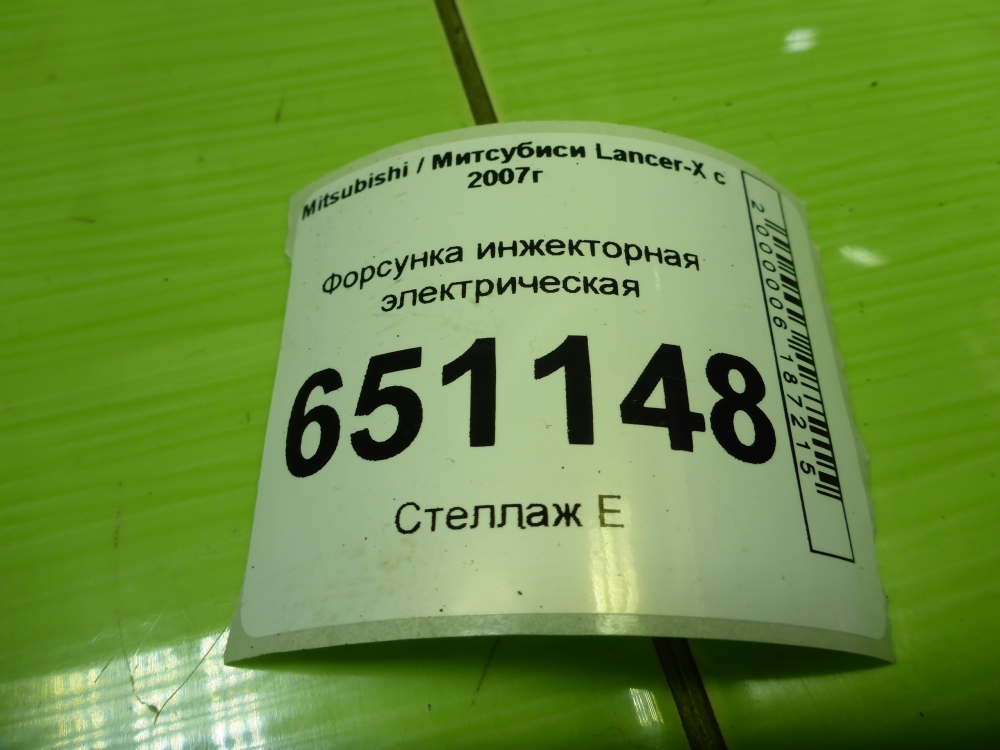 Mitsubishi / Митсубиси Lancer-X с
2007г
Форсунка инжекторная
электрическая
651148
Стеллаж Е
2000006187215